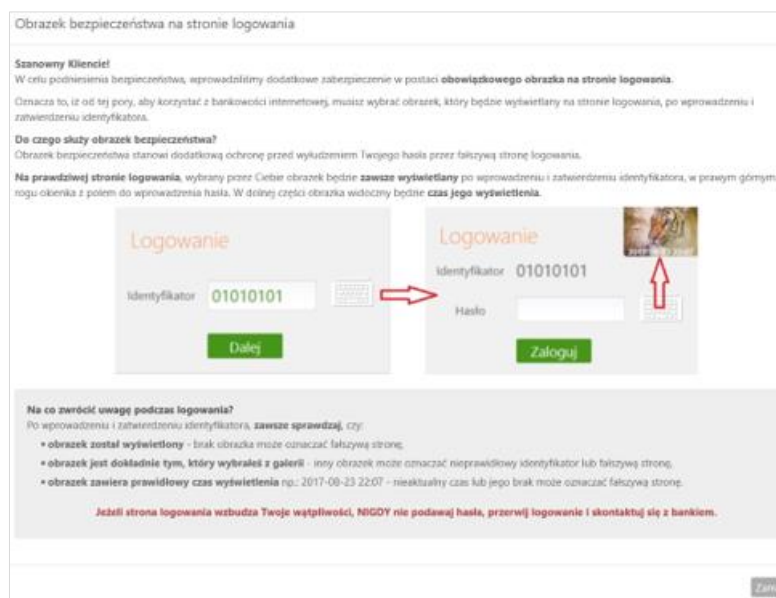 Obrazek bezpieczeństwa na stronie logowania
Szanowny Kliencie!
W celu podniesienia bezpieczeństwa, wprowadziliśmy dodatkowe zabezpieczenie w postaci obowiązkowego obrazka na stronie logowania.
Oznacza to, iż od tej pory, aby korzystać z bankowości internetowej, musisz wybrać obrazek, który będzie wyświetlany na stronie logowania, po wprowadzeniu i
zatwierdzeniu identyfikatora.
Do czego służy obrazek bezpieczeństwa?
Obrazek bezpieczeństwa stanowi dodatkową ochronę przed wyłudzeniem Twojego hasła przez fałszywą stronę logowania.
Na prawdziwej stronie logowania, wybrany przez Ciebie obrazek będzie zawsze wyświetlany po wprowadzeniu i zatwierdzeniu identyfikatora, w prawym górnym
rogu okienka z polem do wprowadzenia hasła. W dolnej części obrazka widoczny będzie czas jego wyświetlenia.
Logowanie
Identyfikator 01010101
Dalej
Logowanie
Identyfikator 01010101
Hasło
Zaloguj
Na co zwrócić uwagę podczas logowania?
Po wprowadzeniu i zatwierdzeniu identyfikatora, zawsze sprawdzaj, czy:
• obrazek został wyświetlony - brak obrazka może oznaczać fałszywą stronę,
• obrazek jest dokładnie tym, który wybrałeś z galerii - inny obrazek może oznaczać nieprawidłowy identyfikator lub fałszywą stronę,
• obrazek zawiera prawidłowy czas wyświetlenia np.: 2017-08-23 22:07 - nieaktualny czas lub jego brak może oznaczać fałszywą stronę.
Jeżeli strona logowania wzbudza Twoje wątpliwości, NIGDY nie podawaj hasła, przerwij logowanie i skontaktuj się z bankiem.